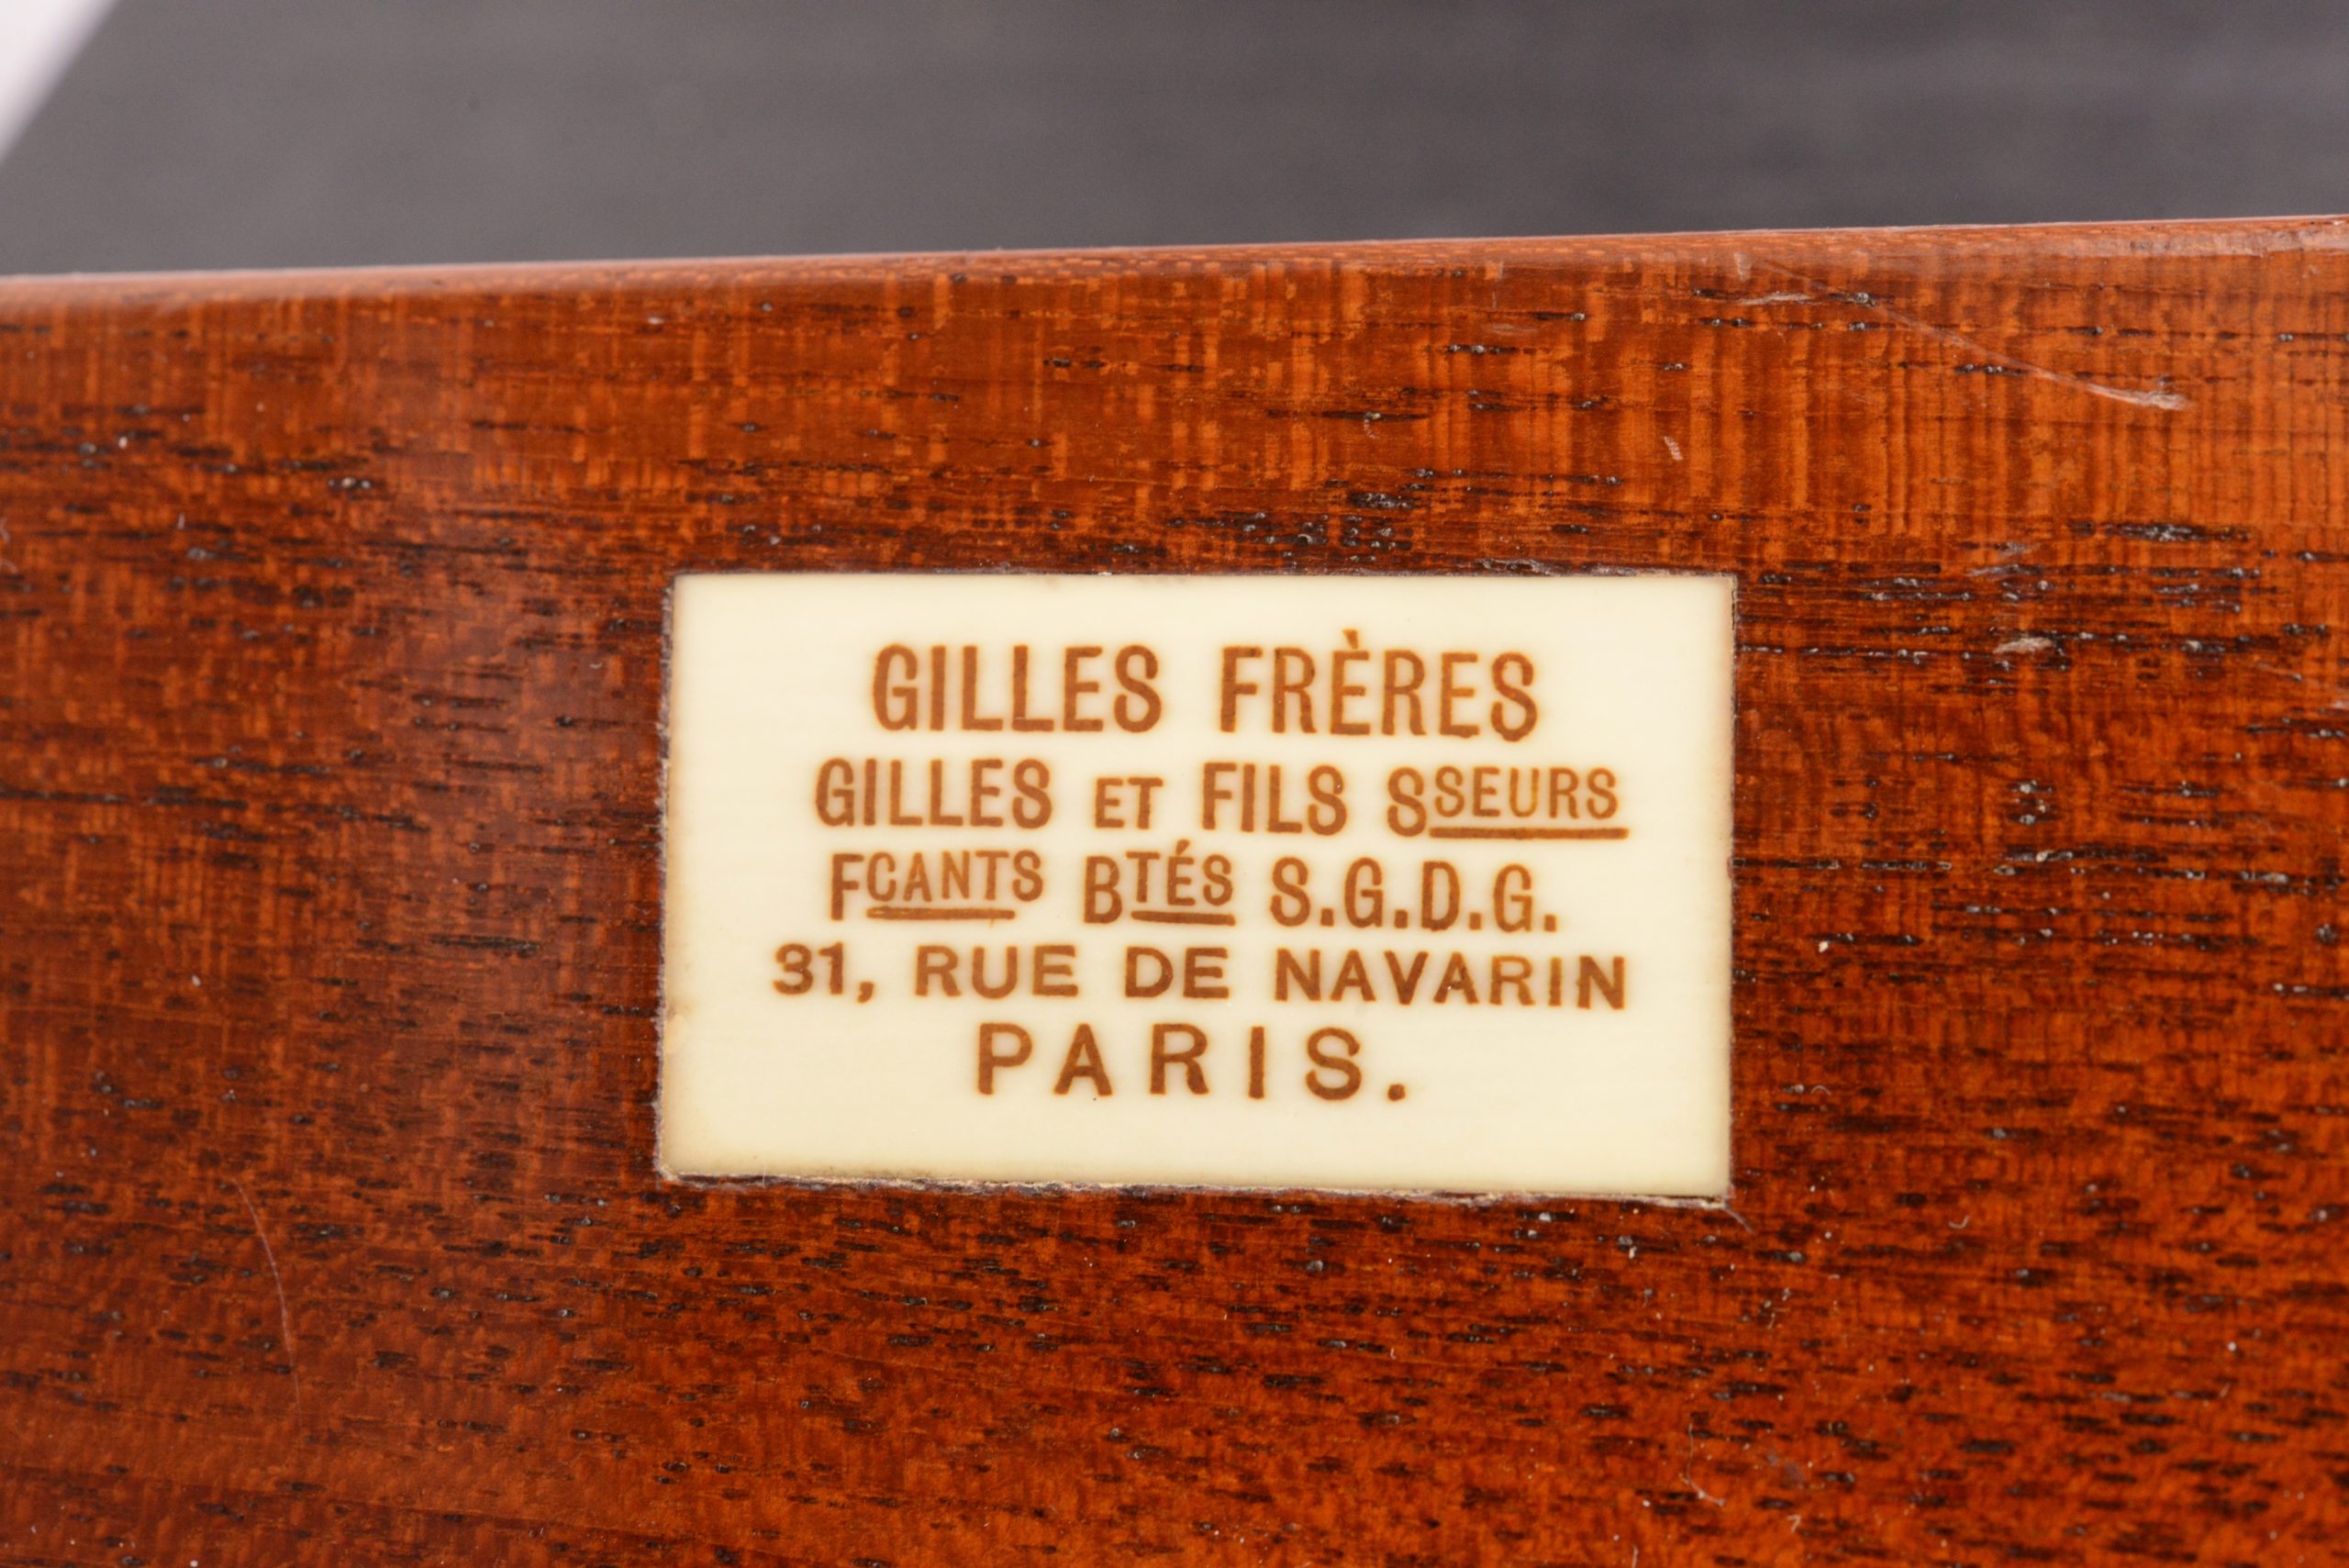 GILLES FRÈRES
GILLES ET FILS SSEURS
FCANTS BTÉS S.G.D.G.
31, RUE DE NAVARIN
PARIS.